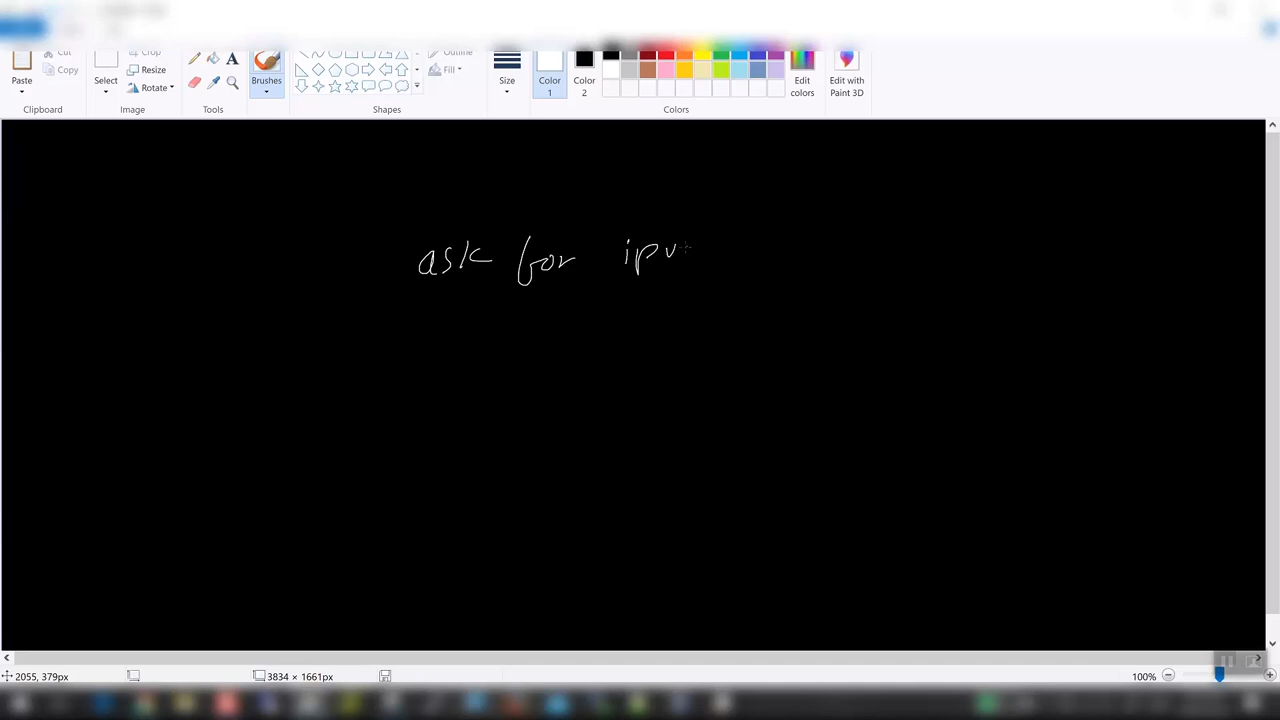 Paste
Cut
Copy
Clipboard
Select
Crop
Resize
Rotate
Image
Tools
Brushes
Shapes
Outline
Fill
Size
Color 1
Color 2
Colors
Edit colors
Edit with Paint 3D
ask for ipv
2055, 379px
3834 × 1661px
100%